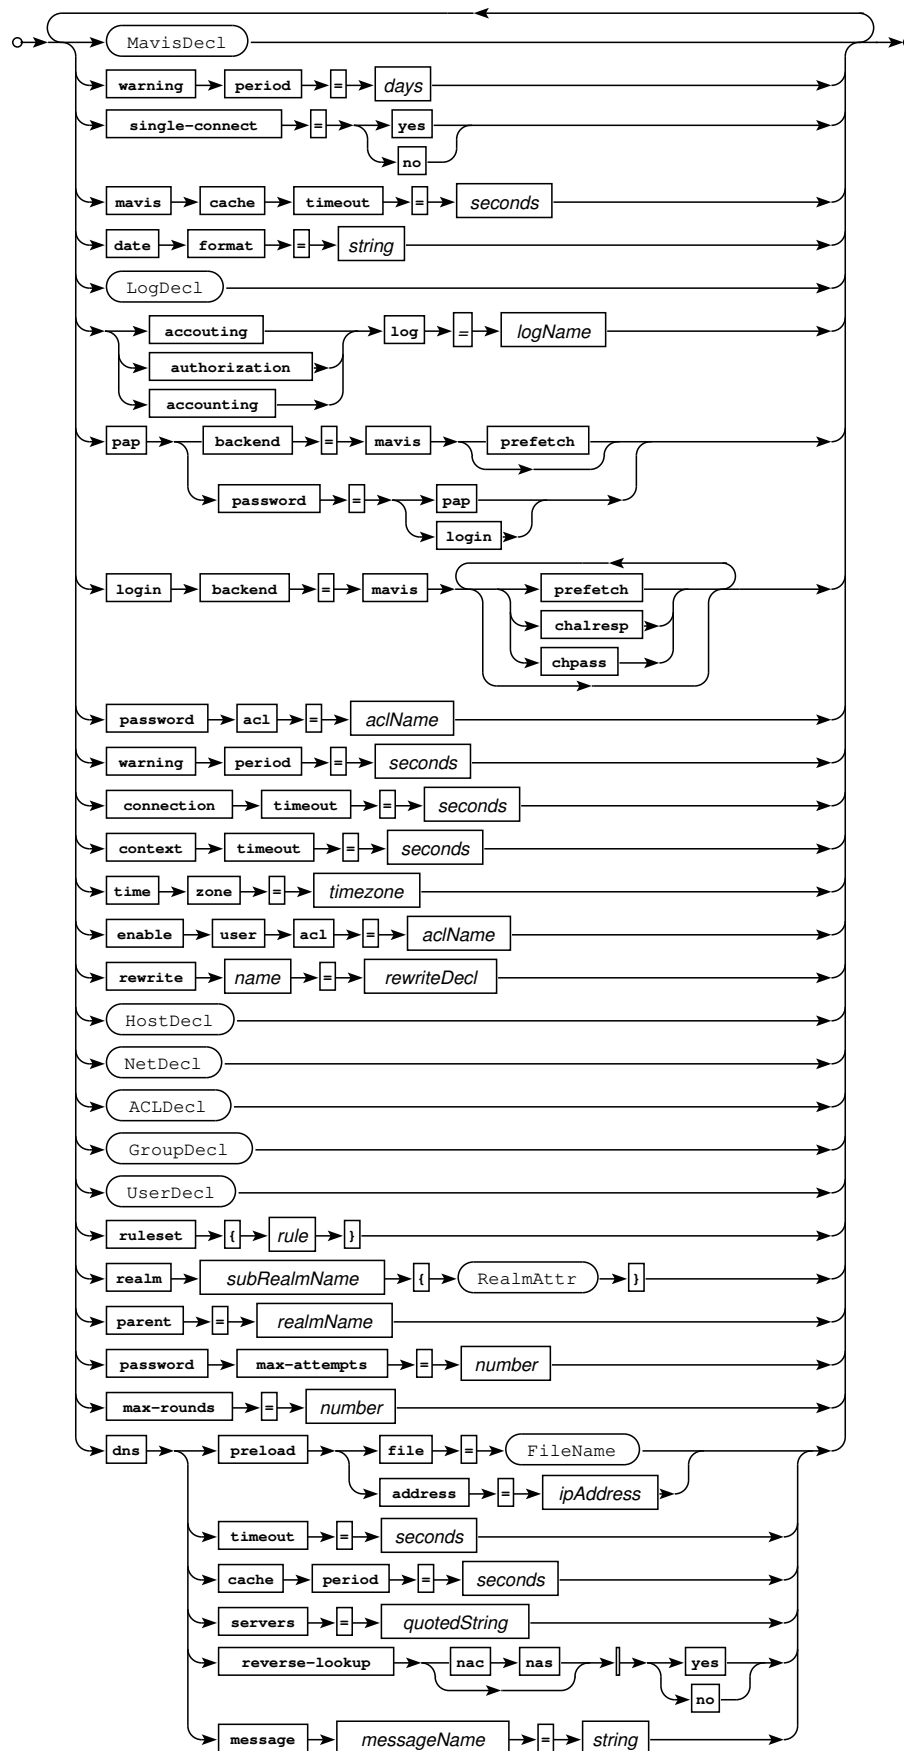 MavisDecl
warning period = days
single-connect = yes
no
mavis cache timeout = seconds
date format = string
LogDecl
accouting log = logName
authorization
accounting
pap backend = mavis prefetch
password = pap
login
login backend = mavis prefetch
chalresp
chpass
password acl = aclName
warning period = seconds
connection timeout = seconds
context timeout = seconds
time zone = timezone
enable user acl = aclName
rewrite name = rewriteDecl
HostDecl
NetDecl
ACLDecl
GroupDecl
UserDecl
ruleset { rule }
realm subRealmName { RealmAttr }
parent = realmName
password max-attempts = number
max-rounds = number
dns preload file = FileName
address = ipAddress
timeout = seconds
cache period = seconds
servers = quotedString
reverse-lookup nac nas yes
no
message messageName = string